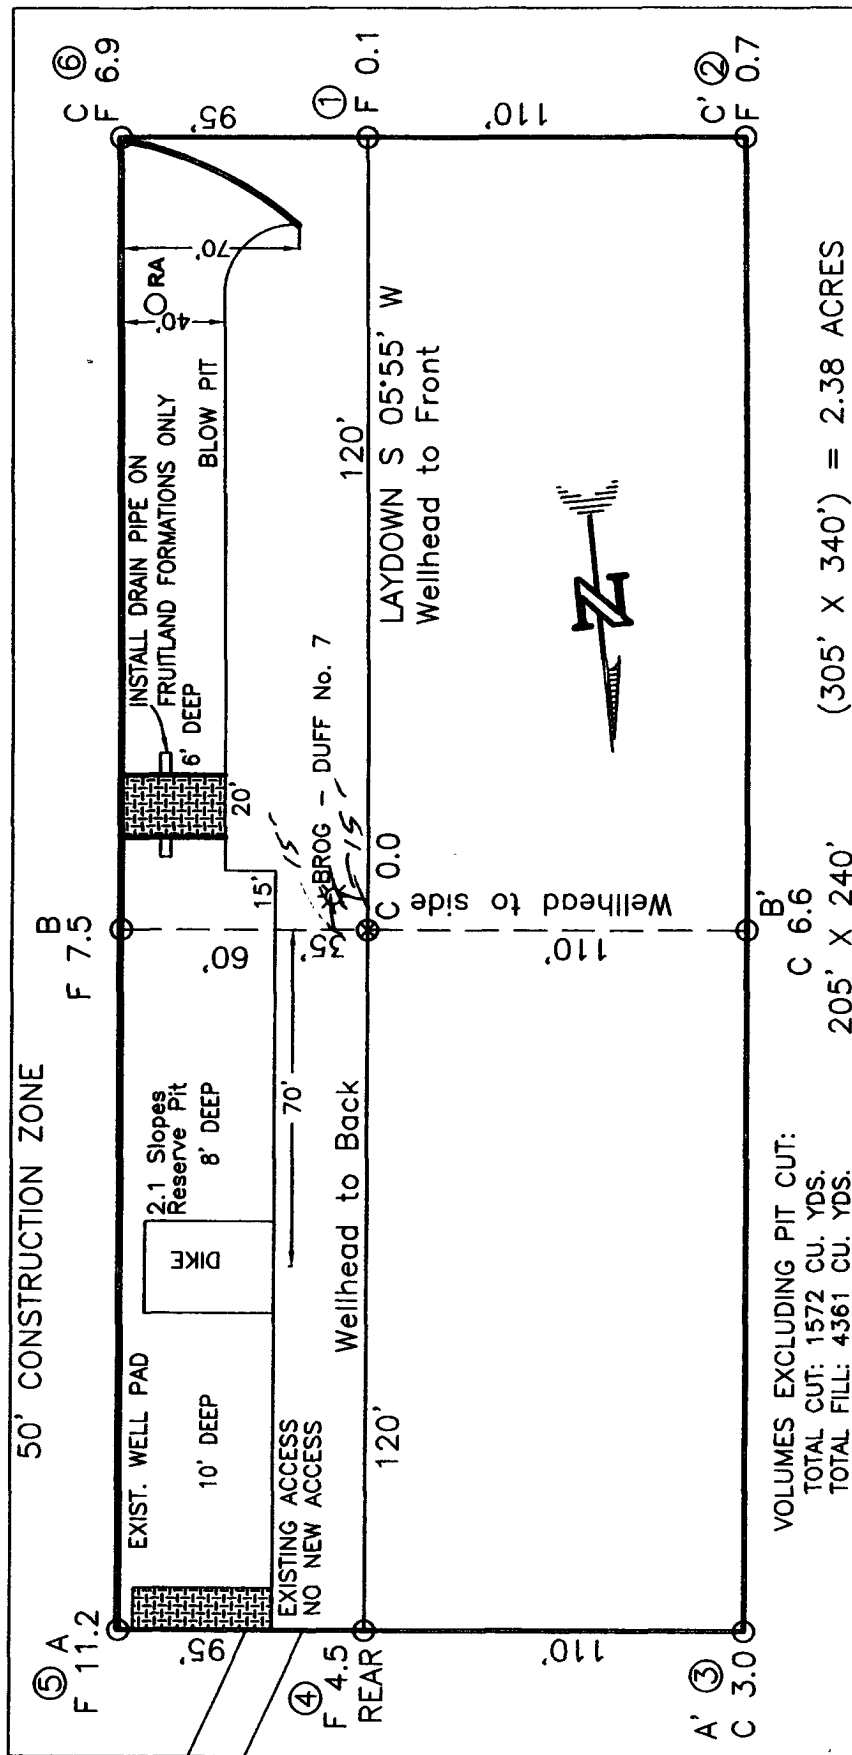 50' CONSTRUCTION ZONE
⑤ A
F 11.2
B
F 7.5
C ⑥
F 6.9
EXIST. WELL PAD
10' DEEP
DIKE
2.1 Slopes
Reserve Pit
8' DEEP
INSTALL DRAIN PIPE ON
FRUITLAND FORMATIONS ONLY
6' DEEP
BLOW PIT
ORA
40'
70'
95'
95'
60'
35'
15'
20'
15'
15'
70'
EXISTING ACCESS
NO NEW ACCESS
BROG - DUFF No. 7
④
F 4.5
REAR
Wellhead to Back
120'
C 0.0
120'
LAYDOWN S 05°55' W
Wellhead to Front
①
F 0.1
Wellhead to side
110'
110'
110'
N
A' ③
C 3.0
B'
C 6.6
C' ②
F 0.7
VOLUMES EXCLUDING PIT CUT:
TOTAL CUT: 1572 CU. YDS.
TOTAL FILL: 4361 CU. YDS.
205' X 240'
(305' X 340') = 2.38 ACRES